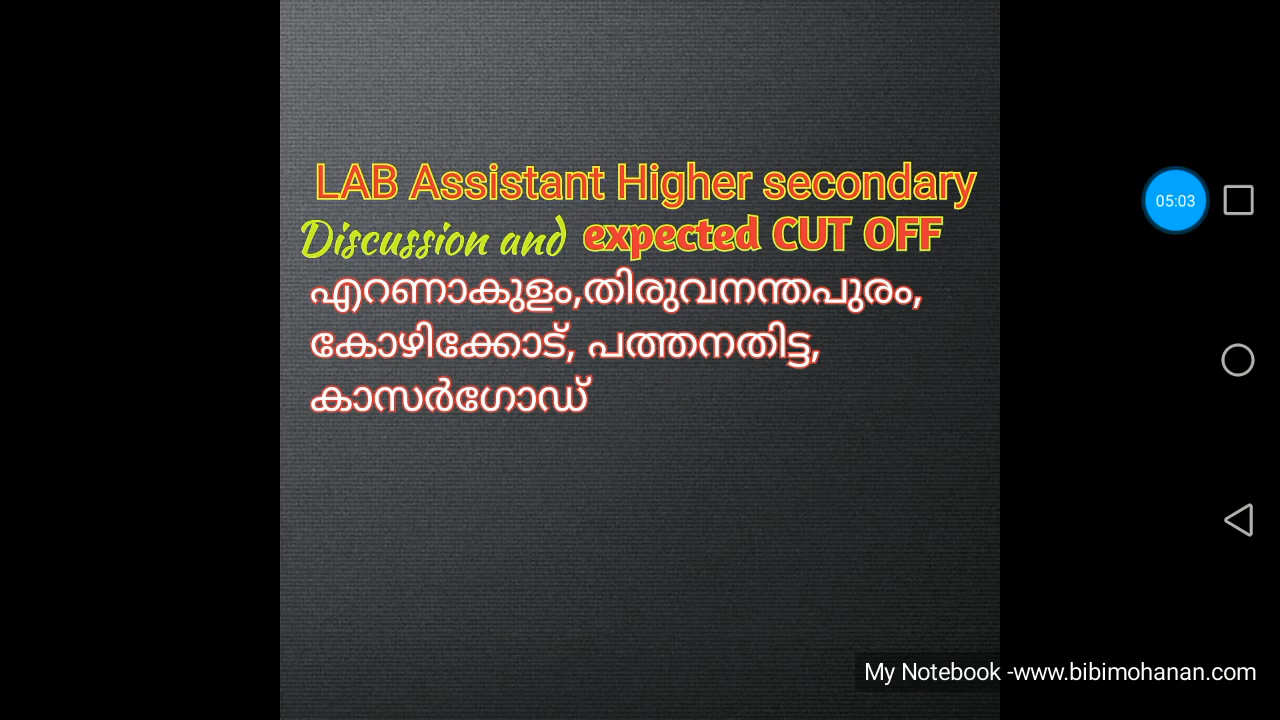 LAB Assistant Higher secondary
Discussion and expected CUT OFF
എറണാകുളം,തിരുവനന്തപുരം,
കോഴിക്കോട്, പത്തനതിട്ട,
കാസർഗോഡ്
05:03
My Notebook -www.bibimohanan.com